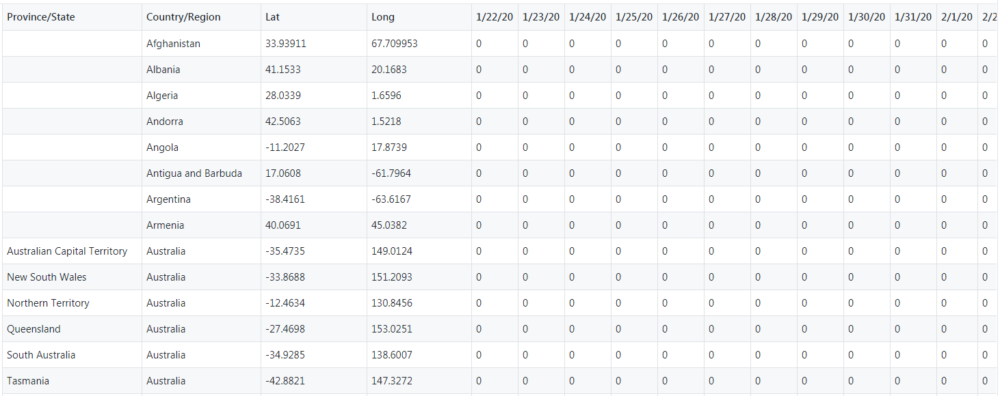 Province/State Country/Region Lat Long 1/22/20 1/23/20 1/24/20 1/25/20 1/26/20 1/27/20 1/28/20 1/29/20 1/30/20 1/31/20 2/1/20
Afghanistan 33.93911 67.709953 0 0 0 0 0 0 0 0 0 0 0 0
Albania 41.1533 20.1683 0 0 0 0 0 0 0 0 0 0 0 0
Algeria 28.0339 1.6596 0 0 0 0 0 0 0 0 0 0 0 0
Andorra 42.5063 1.5218 0 0 0 0 0 0 0 0 0 0 0 0
Angola -11.2027 17.8739 0 0 0 0 0 0 0 0 0 0 0 0
Antigua and Barbuda 17.0608 -61.7964 0 0 0 0 0 0 0 0 0 0 0 0
Argentina -38.4161 -63.6167 0 0 0 0 0 0 0 0 0 0 0 0
Armenia 40.0691 45.0382 0 0 0 0 0 0 0 0 0 0 0 0
Australian Capital Territory Australia -35.4735 149.0124 0 0 0 0 0 0 0 0 0 0 0 0
New South Wales Australia -33.8688 151.2093 0 0 0 0 0 0 0 0 0 0 0 0
Northern Territory Australia -12.4634 130.8456 0 0 0 0 0 0 0 0 0 0 0 0
Queensland Australia -27.4698 153.0251 0 0 0 0 0 0 0 0 0 0 0 0
South Australia Australia -34.9285 138.6007 0 0 0 0 0 0 0 0 0 0 0 0
Tasmania Australia -42.8821 147.3272 0 0 0 0 0 0 0 0 0 0 0 0